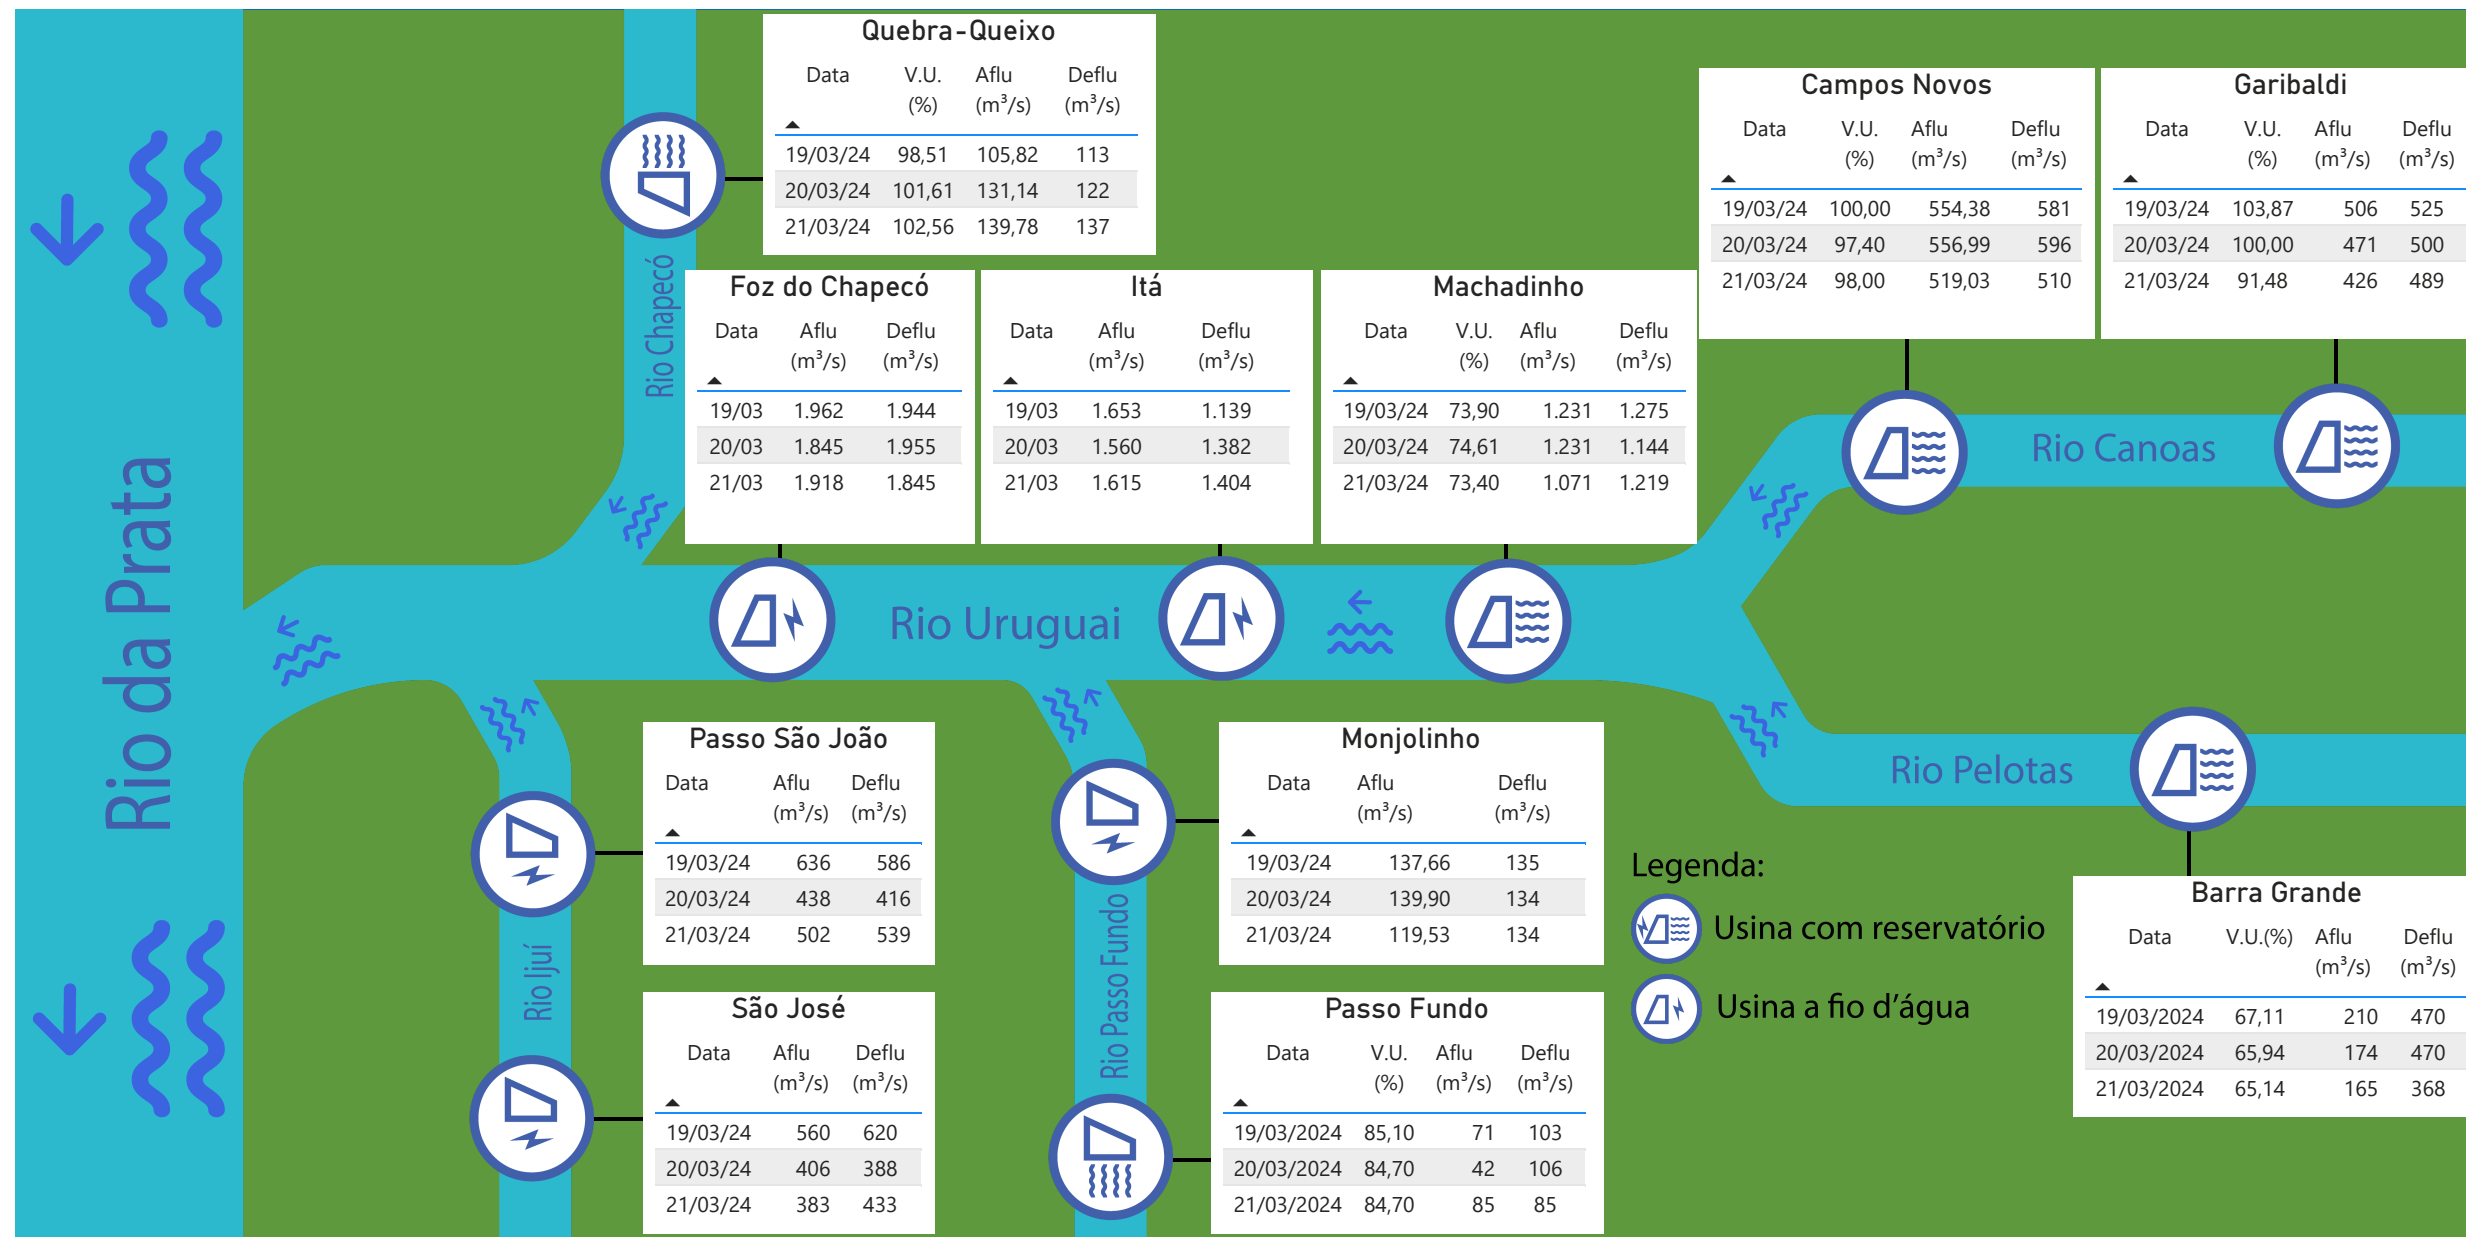 Quebra-Queixo
Data V.U. (%) Aflu (m³/s) Deflu (m³/s)
19/03/24 98,51 105,82 113
20/03/24 101,61 131,14 122
21/03/24 102,56 139,78 137
Campos Novos
Data V.U. (%) Aflu (m³/s) Deflu (m³/s)
19/03/24 100,00 554,38 581
20/03/24 97,40 556,99 596
21/03/24 98,00 519,03 510
Garibaldi
Data V.U. (%) Aflu (m³/s) Deflu (m³/s)
19/03/24 103,87 506 525
20/03/24 100,00 471 500
21/03/24 91,48 426 489
Rio Chapecó
Foz do Chapecó
Data Aflu (m³/s) Deflu (m³/s)
19/03 1.962 1.944
20/03 1.845 1.955
21/03 1.918 1.845
Itá
Data Aflu (m³/s) Deflu (m³/s)
19/03 1.653 1.139
20/03 1.560 1.382
21/03 1.615 1.404
Machadinho
Data V.U. (%) Aflu (m³/s) Deflu (m³/s)
19/03/24 73,90 1.231 1.275
20/03/24 74,61 1.231 1.144
21/03/24 73,40 1.071 1.219
Rio Canoas
Rio da Prata
Rio Uruguai
Rio Pelotas
Passo São João
Data Aflu (m³/s) Deflu (m³/s)
19/03/24 636 586
20/03/24 438 416
21/03/24 502 539
Monjolinho
Data Aflu (m³/s) Deflu (m³/s)
19/03/24 137,66 135
20/03/24 139,90 134
21/03/24 119,53 134
Legenda:
Usina com reservatório
Usina a fio d’água
Barra Grande
Data V.U.(%) Aflu (m³/s) Deflu (m³/s)
19/03/2024 67,11 210 470
20/03/2024 65,94 174 470
21/03/2024 65,14 165 368
Rio Ijuí
Rio Passo Fundo
São José
Data Aflu (m³/s) Deflu (m³/s)
19/03/24 560 620
20/03/24 406 388
21/03/24 383 433
Passo Fundo
Data V.U. (%) Aflu (m³/s) Deflu (m³/s)
19/03/2024 85,10 71 103
20/03/2024 84,70 42 106
21/03/2024 84,70 85 85